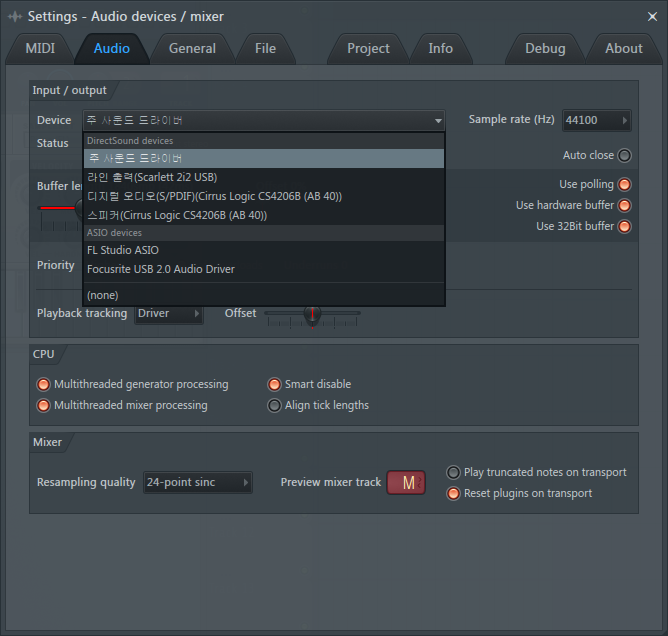 Settings - Audio devices / mixer
MIDI Audio General File Project Info Debug About
Input / output
Device 주 사운드 드라이버 Sample rate (Hz) 44100
Status
DirectSound devices
주 사운드 드라이버
라인 출력(Scarlett 2i2 USB)
디지털 오디오(S/PDIF)(Cirrus Logic CS4206B (AB 40))
스피커(Cirrus Logic CS4206B (AB 40))
ASIO devices
FL Studio ASIO
Focusrite USB 2.0 Audio Driver
(none)
Auto close
Buffer
Use polling
Use hardware buffer
Use 32Bit buffer
Priority
Playback tracking Driver Offset
CPU
Multithreaded generator processing Smart disable
Multithreaded mixer processing Align tick lengths
Mixer
Resampling quality 24-point sinc Preview mixer track M Play truncated notes on transport
Reset plugins on transport